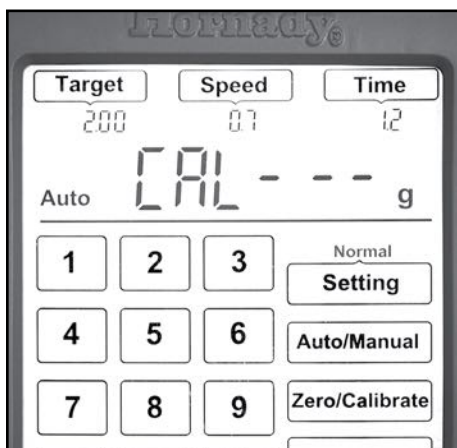 Hornady®
Target Speed Time
2.00 0.7 1.2
Auto CAL- - - g
1 2 3 Normal
Setting
4 5 6 Auto/Manual
7 8 9 Zero/Calibrate